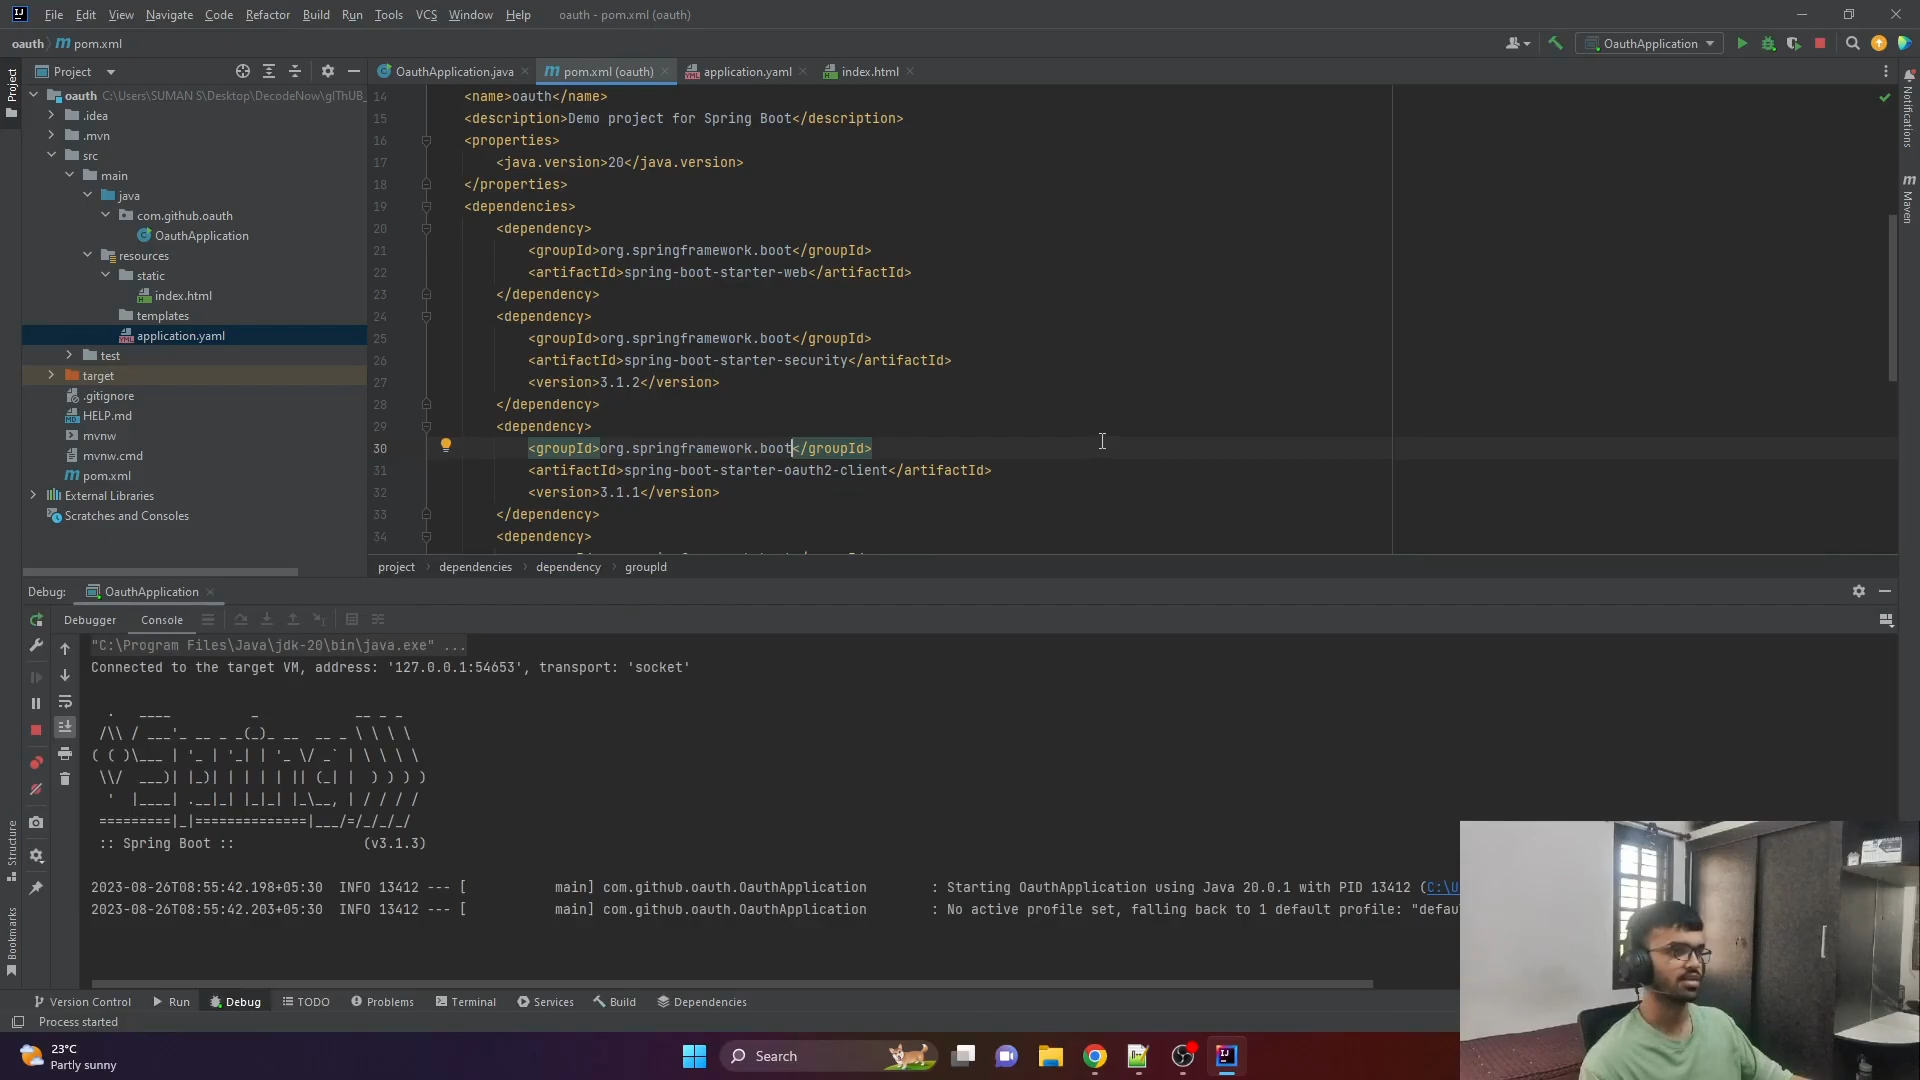 File Edit View Navigate Code Refactor Build Run Tools VCS Window Help oauth - pom.xml (oauth)
oauth pom.xml
OauthApplication
Project
OauthApplication.java pom.xml (oauth) application.yaml index.html
oauth C:\Users\SUMAN S\Desktop\DecodeNow\gIThUB_
.idea
.mvn
src
main
java
com.github.oauth
OauthApplication
resources
static
index.html
templates
application.yaml
test
target
.gitignore
HELP.md
mvnw
mvnw.cmd
pom.xml
External Libraries
Scratches and Consoles
14 <name>oauth</name>
15 <description>Demo project for Spring Boot</description>
16 <properties>
17 <java.version>20</java.version>
18 </properties>
19 <dependencies>
20 <dependency>
21 <groupId>org.springframework.boot</groupId>
22 <artifactId>spring-boot-starter-web</artifactId>
23 </dependency>
24 <dependency>
25 <groupId>org.springframework.boot</groupId>
26 <artifactId>spring-boot-starter-security</artifactId>
27 <version>3.1.2</version>
28 </dependency>
29 <dependency>
30 <groupId>org.springframework.boot</groupId>
31 <artifactId>spring-boot-starter-oauth2-client</artifactId>
32 <version>3.1.1</version>
33 </dependency>
34 <dependency>
project dependencies dependency groupId
Project
Notifications
Maven
Structure
Bookmarks
Debug: OauthApplication
Debugger Console
"C:\Program Files\Java\jdk-20\bin\java.exe" ...
Connected to the target VM, address: '127.0.0.1:54653', transport: 'socket'
:: Spring Boot :: (v3.1.3)
2023-08-26T08:55:42.198+05:30 INFO 13412 --- [ main] com.github.oauth.OauthApplication : Starting OauthApplication using Java 20.0.1 with PID 13412 (C:\U
2023-08-26T08:55:42.203+05:30 INFO 13412 --- [ main] com.github.oauth.OauthApplication : No active profile set, falling back to 1 default profile: "defau
Version Control Run Debug TODO Problems Terminal Services Build Dependencies
Process started
23°C
Partly sunny
Search